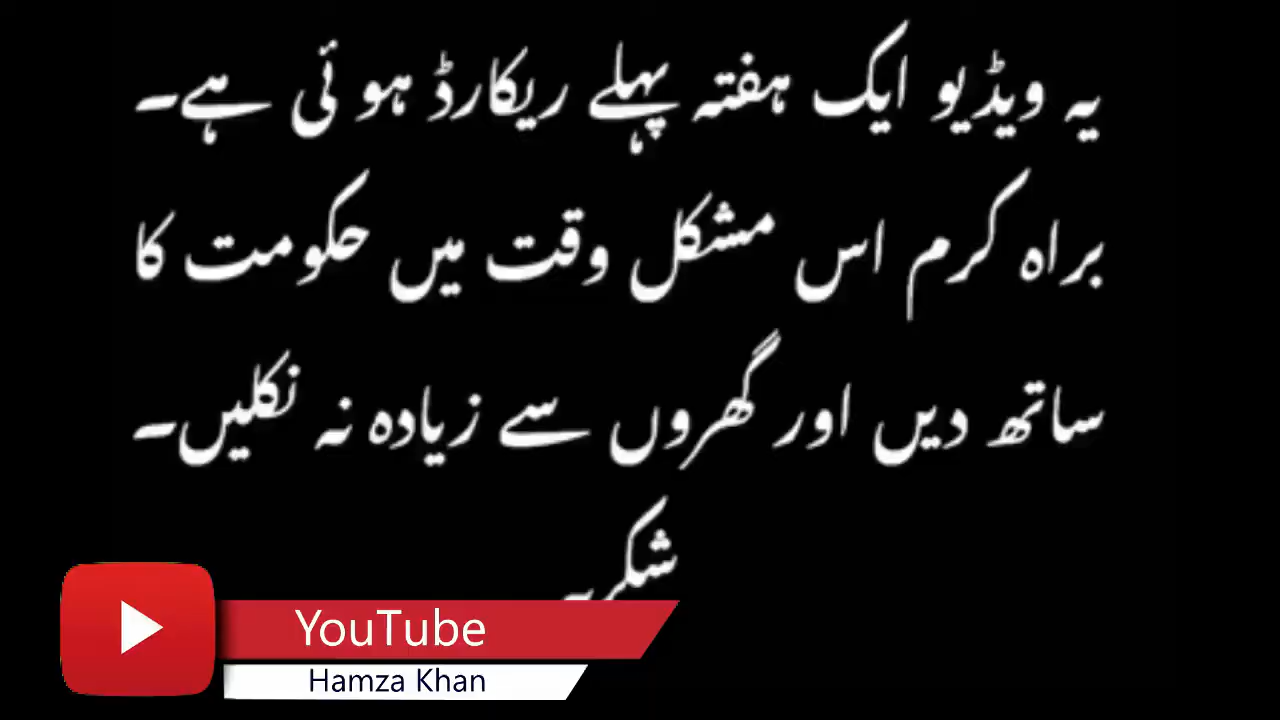 یہ ویڈیو ایک ہفتہ پہلے ریکارڈ ہوئی ہے۔
براہ کرم اس مشکل وقت میں حکومت کا
ساتھ دیں اور گھروں سے زیادہ نہ نکلیں۔
YouTube
Hamza Khan